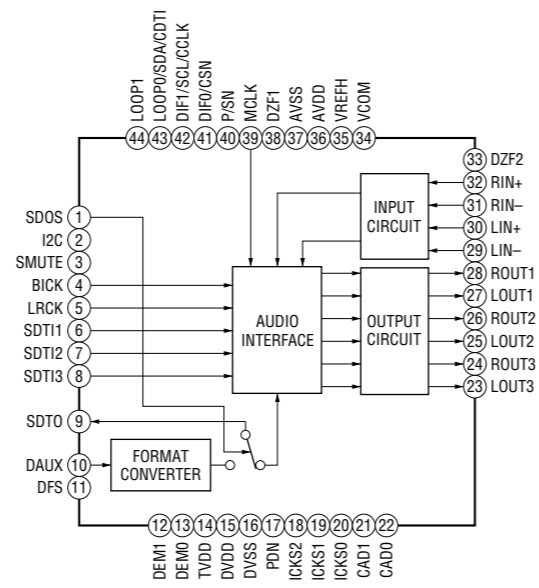 LOOP1
LOOP0/SDA/CDTI
DIF1/SCL/CCLK
DIF0/CSN
P/SN
MCLK
DZF1
AVSS
AVDD
VREFH
VCOM
44 43 42 41 40 39 38 37 36 35 34
33 DZF2
32 RIN+
31 RIN–
30 LIN+
29 LIN–
28 ROUT1
27 LOUT1
26 ROUT2
25 LOUT2
24 ROUT3
23 LOUT3
SDOS 1
I2C 2
SMUTE 3
BICK 4
LRCK 5
SDTI1 6
SDTI2 7
SDTI3 8
SDTO 9
DAUX 10
DFS 11
INPUT
CIRCUIT
AUDIO
INTERFACE
OUTPUT
CIRCUIT
FORMAT
CONVERTER
12 13 14 15 16 17 18 19 20 21 22
DEM1
DEM0
TVDD
DVDD
DVSS
PDN
ICKS2
ICKS1
ICKS0
CAD1
CAD0